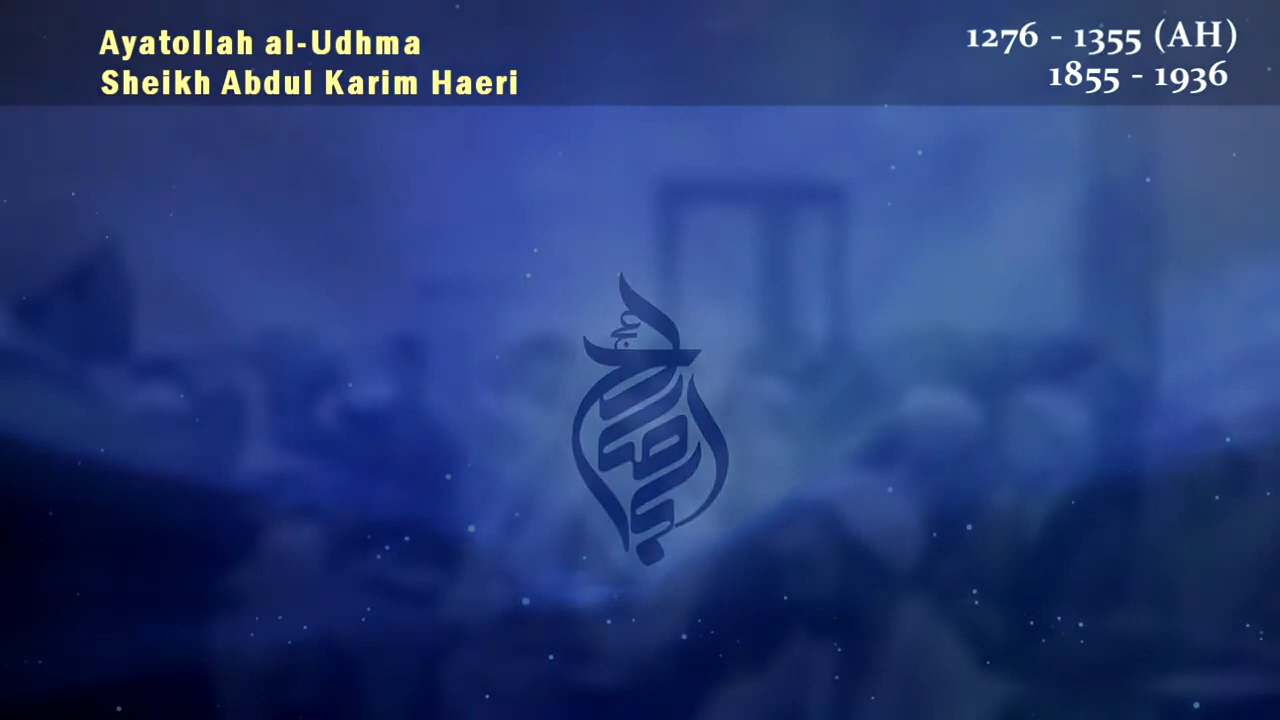 Ayatollah al-Udhma
Sheikh Abdul Karim Haeri
1276 - 1355 (AH)
1855 - 1936